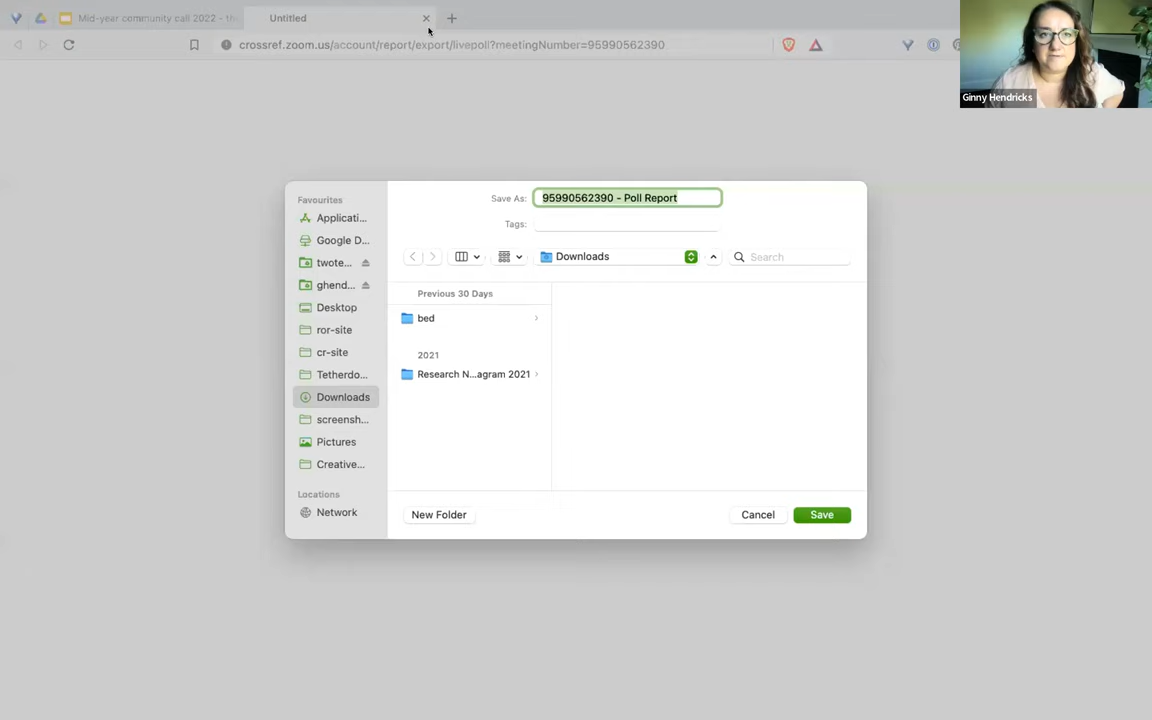 Mid-year community call 2022 - th
Untitled
crossref.zoom.us/account/report/export/livepoll?meetingNumber=95990562390
Ginny Hendricks
Favourites
Applicati...
Google D...
twote...
ghend...
Desktop
ror-site
cr-site
Tetherdo...
Downloads
screensh...
Pictures
Creative...
Locations
Network
Save As:
95990562390 - Poll Report
Tags:
Downloads
Search
Previous 30 Days
bed
2021
Research N...agram 2021
New Folder
Cancel
Save